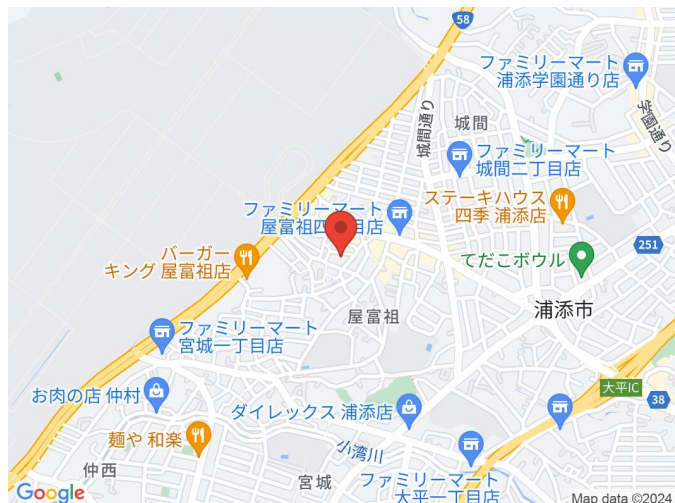 58
ファミリーマート
浦添学園通り店
学園通り
城間通り
城間
ファミリーマート
城間二丁目店
ステーキハウス
四季 浦添店
ファミリーマート
屋富祖四
目店
251
バーガー
キング 屋富祖店
てだこボウル
浦添市
屋富祖
ファミリーマート
宮城一丁目店
大平IC
38
お肉の店 仲村
ダイレックス 浦添店
麺や 和楽
小湾川
仲西
宮城
ファミリーマート
大平一丁目店
Google
Map data ©2024